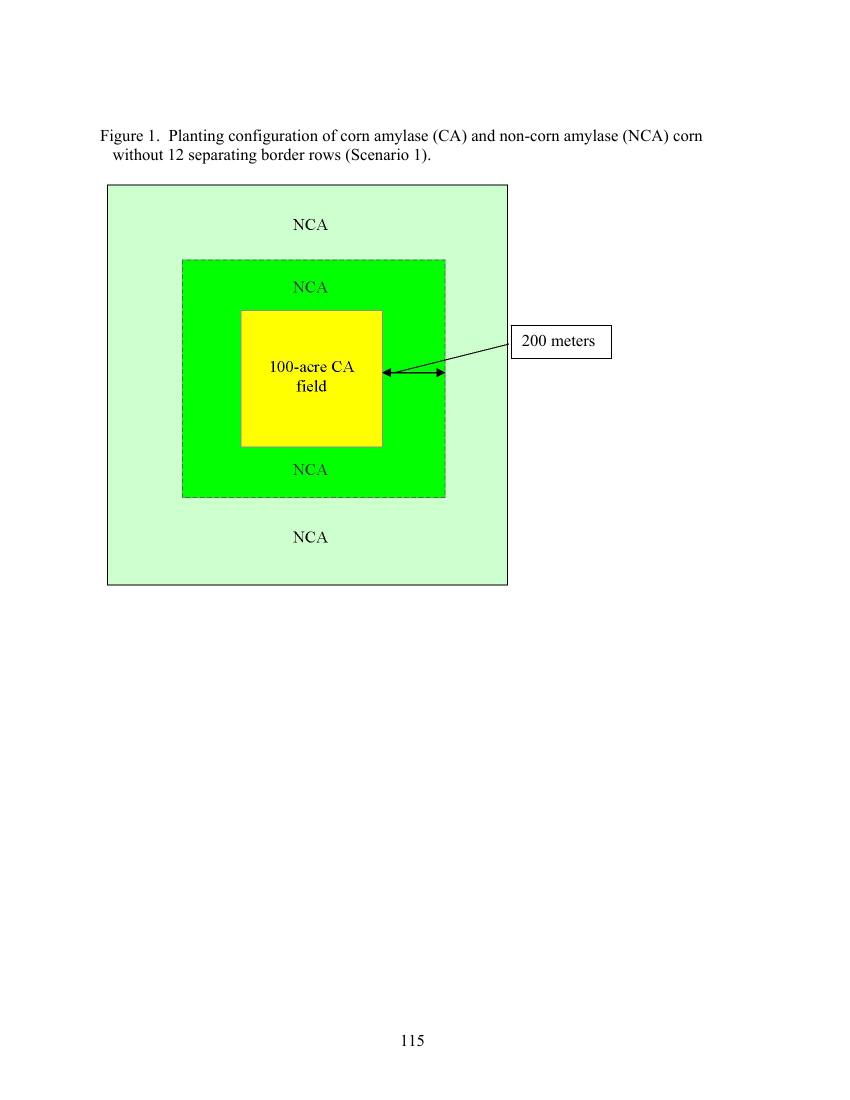 Figure 1.  Planting configuration of corn amylase (CA) and non-corn amylase (NCA) corn
without 12 separating border rows (Scenario 1).
NCA
NCA
200 meters
100-acre CA
field
NCA
NCA
115